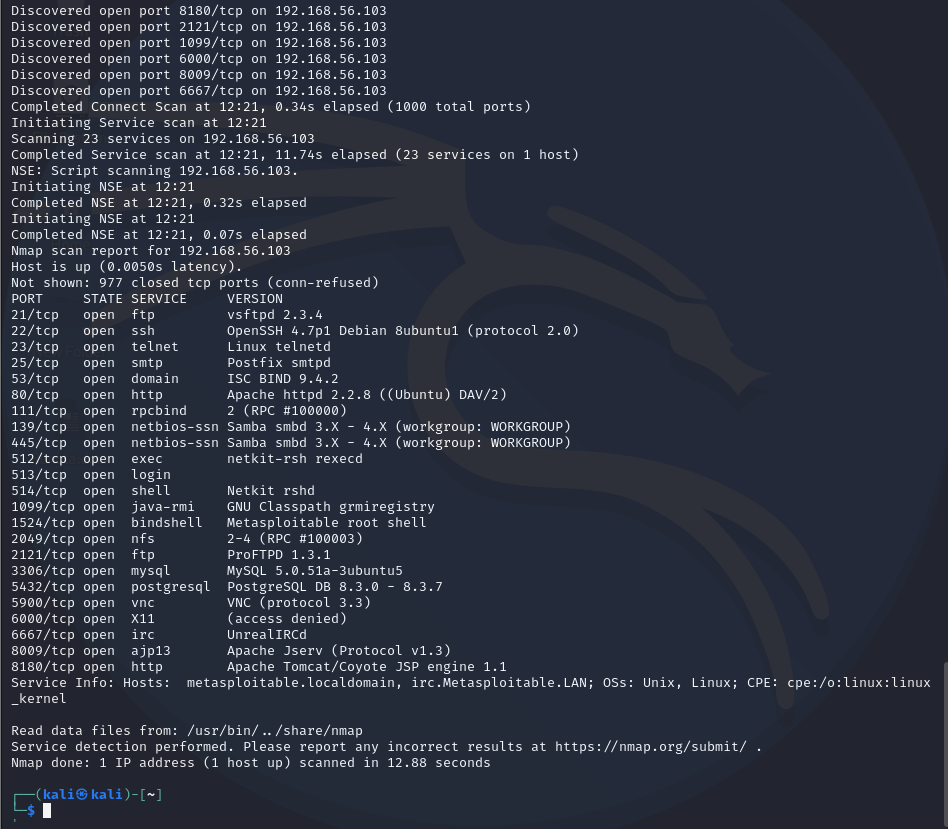 Discovered open port 8180/tcp on 192.168.56.103
Discovered open port 2121/tcp on 192.168.56.103
Discovered open port 1099/tcp on 192.168.56.103
Discovered open port 6000/tcp on 192.168.56.103
Discovered open port 8009/tcp on 192.168.56.103
Discovered open port 6667/tcp on 192.168.56.103
Completed Connect Scan at 12:21, 0.34s elapsed (1000 total ports)
Initiating Service scan at 12:21
Scanning 23 services on 192.168.56.103
Completed Service scan at 12:21, 11.74s elapsed (23 services on 1 host)
NSE: Script scanning 192.168.56.103.
Initiating NSE at 12:21
Completed NSE at 12:21, 0.32s elapsed
Initiating NSE at 12:21
Completed NSE at 12:21, 0.07s elapsed
Nmap scan report for 192.168.56.103
Host is up (0.0050s latency).
Not shown: 977 closed tcp ports (conn-refused)
PORT     STATE SERVICE     VERSION
21/tcp   open  ftp         vsftpd 2.3.4
22/tcp   open  ssh         OpenSSH 4.7p1 Debian 8ubuntu1 (protocol 2.0)
23/tcp   open  telnet      Linux telnetd
25/tcp   open  smtp        Postfix smtpd
53/tcp   open  domain      ISC BIND 9.4.2
80/tcp   open  http        Apache httpd 2.2.8 ((Ubuntu) DAV/2)
111/tcp  open  rpcbind     2 (RPC #100000)
139/tcp  open  netbios-ssn Samba smbd 3.X - 4.X (workgroup: WORKGROUP)
445/tcp  open  netbios-ssn Samba smbd 3.X - 4.X (workgroup: WORKGROUP)
512/tcp  open  exec        netkit-rsh rexecd
513/tcp  open  login
514/tcp  open  shell       Netkit rshd
1099/tcp open  java-rmi    GNU Classpath grmiregistry
1524/tcp open  bindshell   Metasploitable root shell
2049/tcp open  nfs         2-4 (RPC #100003)
2121/tcp open  ftp         ProFTPD 1.3.1
3306/tcp open  mysql       MySQL 5.0.51a-3ubuntu5
5432/tcp open  postgresql  PostgreSQL DB 8.3.0 - 8.3.7
5900/tcp open  vnc         VNC (protocol 3.3)
6000/tcp open  X11         (access denied)
6667/tcp open  irc         UnrealIRCd
8009/tcp open  ajp13       Apache Jserv (Protocol v1.3)
8180/tcp open  http        Apache Tomcat/Coyote JSP engine 1.1
Service Info: Hosts:  metasploitable.localdomain, irc.Metasploitable.LAN; OSs: Unix, Linux; CPE: cpe:/o:linux:linux
_kernel
Read data files from: /usr/bin/../share/nmap
Service detection performed. Please report any incorrect results at https://nmap.org/submit/ .
Nmap done: 1 IP address (1 host up) scanned in 12.88 seconds
┌──(kali㉿kali)-[~]
└─$